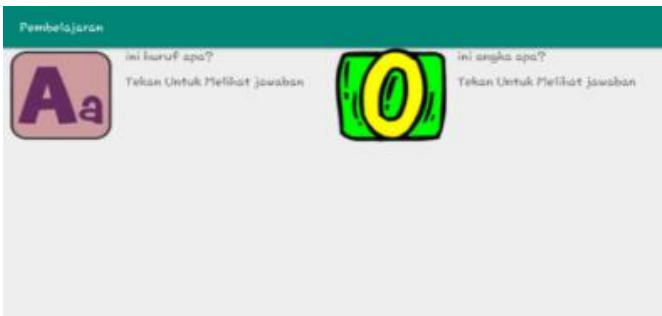 Pembelajaran
Aa
ini huruf apa?
Tekan Untuk Melihat jawaban
0
ini angka apa?
Tekan Untuk Melihat jawaban